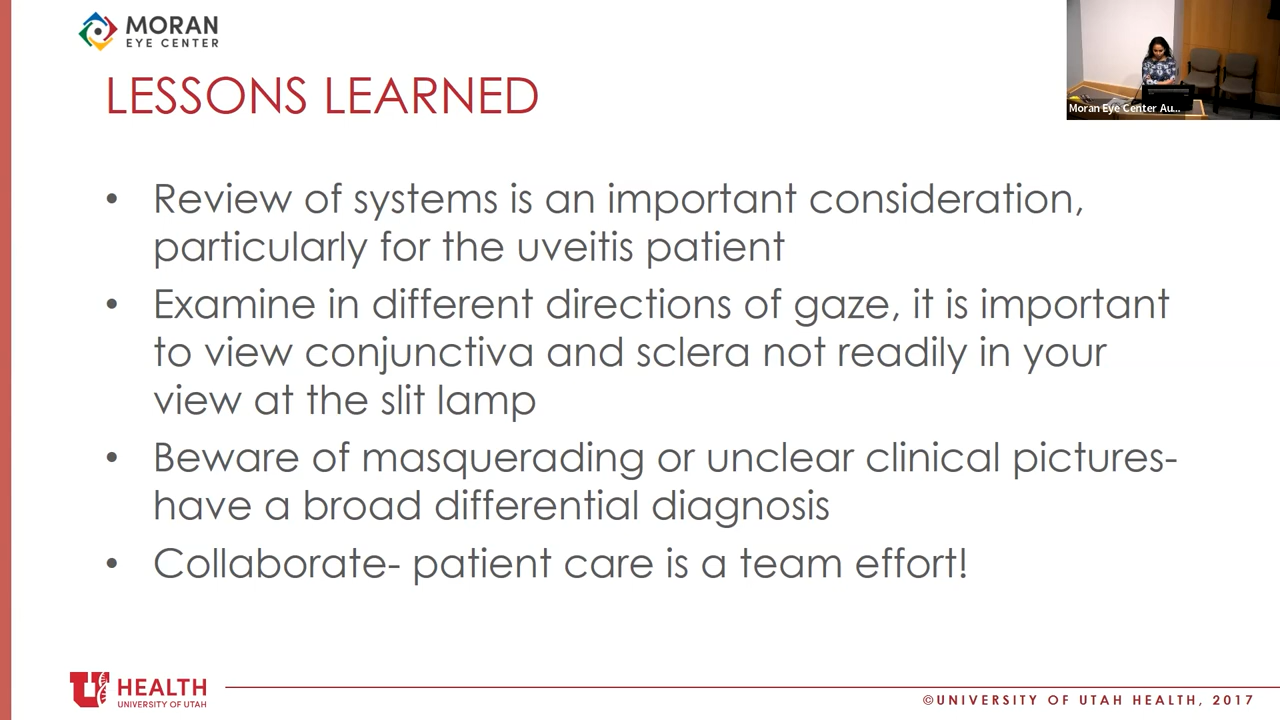 MORAN
EYE CENTER
Moran Eye Center Au...
LESSONS LEARNED
• Review of systems is an important consideration,
particularly for the uveitis patient
• Examine in different directions of gaze, it is important
to view conjunctiva and sclera not readily in your
view at the slit lamp
• Beware of masquerading or unclear clinical pictures-
have a broad differential diagnosis
• Collaborate- patient care is a team effort!
U HEALTH
UNIVERSITY OF UTAH
©UNIVERSITY OF UTAH HEALTH, 2017